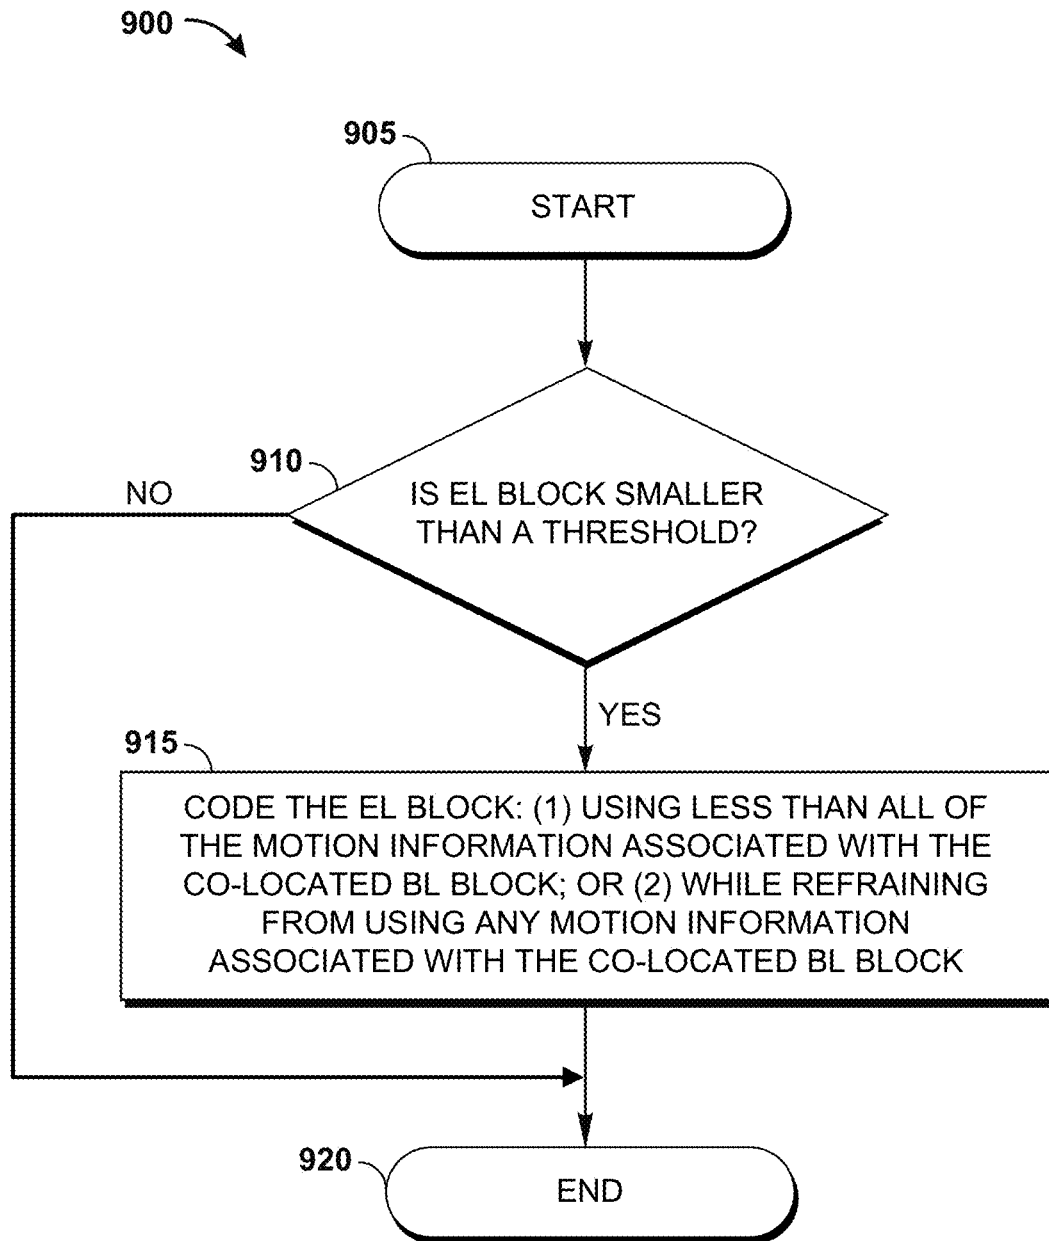 900
905
START
910
NO
IS EL BLOCK SMALLER
THAN A THRESHOLD?
YES
915
CODE THE EL BLOCK: (1) USING LESS THAN ALL OF
THE MOTION INFORMATION ASSOCIATED WITH THE
CO-LOCATED BL BLOCK; OR (2) WHILE REFRAINING
FROM USING ANY MOTION INFORMATION
ASSOCIATED WITH THE CO-LOCATED BL BLOCK
920
END